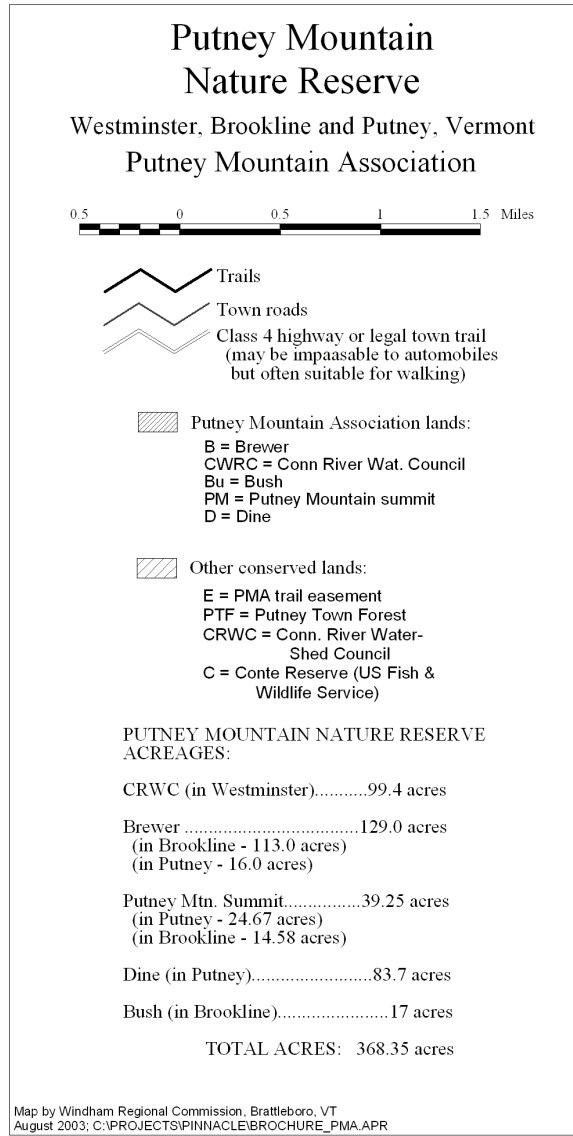 Putney Mountain
Nature Reserve
Westminster, Brookline and Putney, Vermont
Putney Mountain Association
0.5 0 0.5 1 1.5 Miles
Trails
Town roads
Class 4 highway or legal town trail
(may be impaasable to automobiles
but often suitable for walking)
Putney Mountain Association lands:
B = Brewer
CWRC = Conn River Wat. Council
Bu = Bush
PM = Putney Mountain summit
D = Dine
Other conserved lands:
E = PMA trail easement
PTF = Putney Town Forest
CRWC = Conn. River Water-
Shed Council
C = Conte Reserve (US Fish &
Wildlife Service)
PUTNEY MOUNTAIN NATURE RESERVE
ACREAGES:
CRWC (in Westminster)..........99.4 acres
Brewer ..................................129.0 acres
(in Brookline - 113.0 acres)
(in Putney - 16.0 acres)
Putney Mtn. Summit...............39.25 acres
(in Putney - 24.67 acres)
(in Brookline - 14.58 acres)
Dine (in Putney).......................83.7 acres
Bush (in Brookline).....................17 acres
TOTAL ACRES: 368.35 acres
Map by Windham Regional Commission, Brattleboro, VT
August 2003; C:\PROJECTS\PINNACLE\BROCHURE_PMA.APR